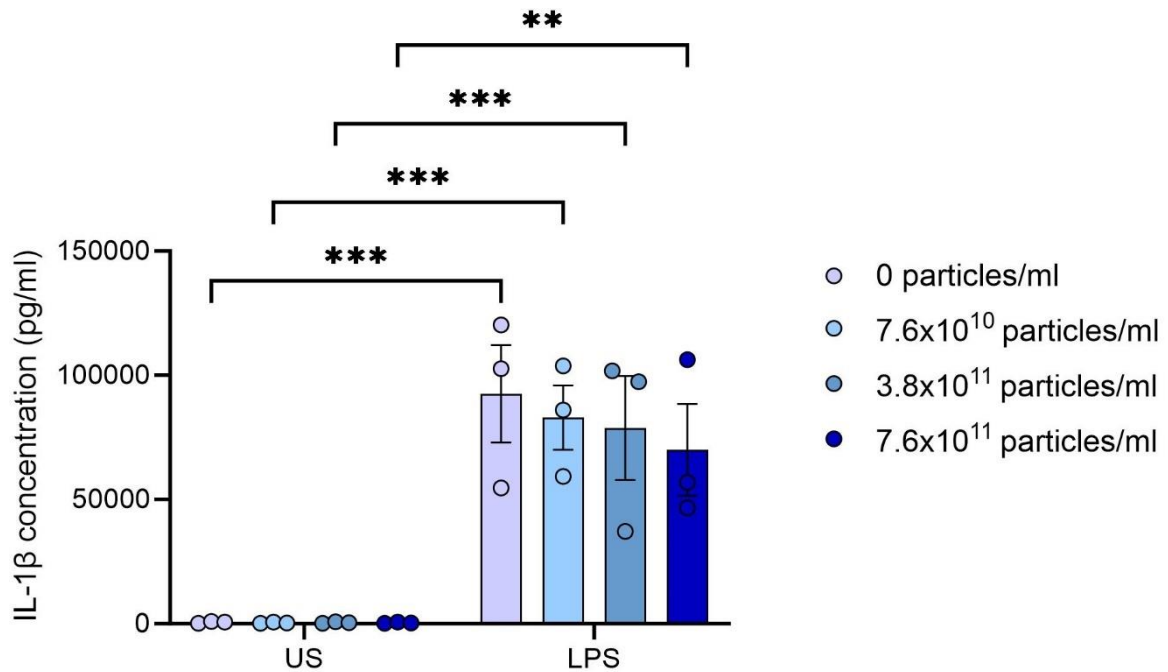 **
***
***
***
IL-1β concentration (pg/ml)
150000
100000
50000
0
US
LPS
0 particles/ml
7.6x10¹⁰ particles/ml
3.8x10¹¹ particles/ml
7.6x10¹¹ particles/ml